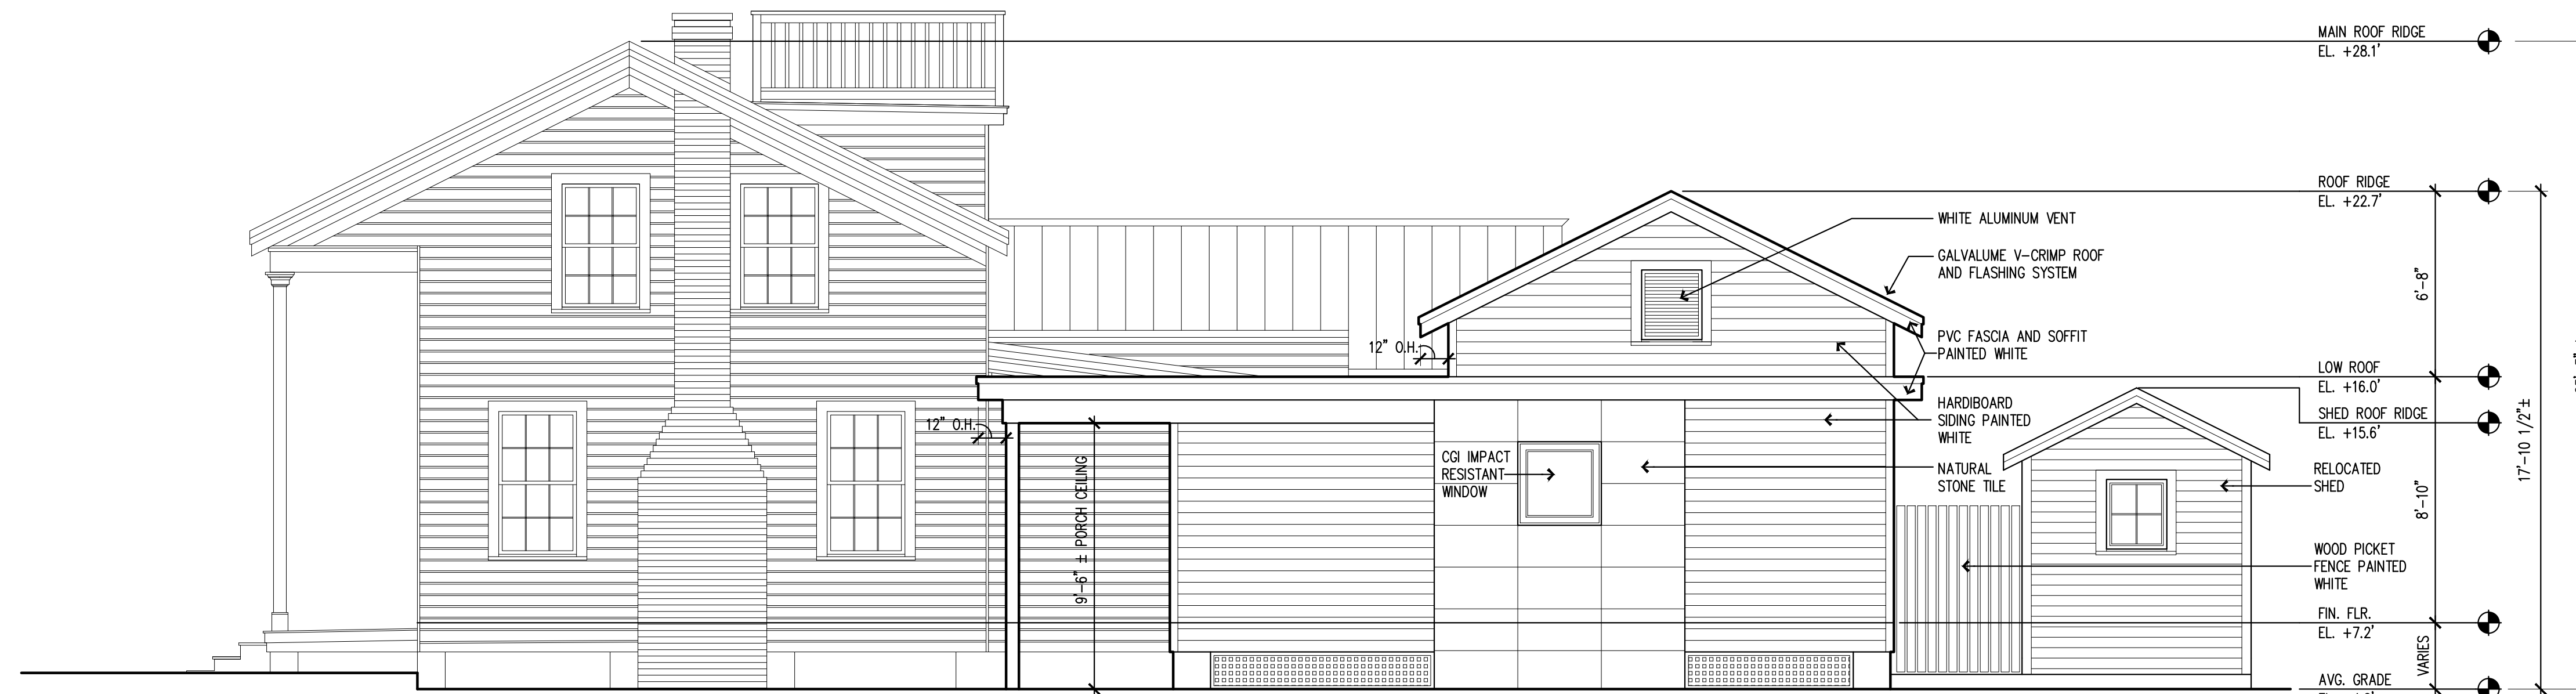 MAIN ROOF RIDGE
EL. +28.1'
ROOF RIDGE
EL. +22.7'
WHITE ALUMINUM VENT
GALVALUME V-CRIMP ROOF
AND FLASHING SYSTEM
6'-8"
PVC FASCIA AND SOFFIT
PAINTED WHITE
12" O.H.
LOW ROOF
EL. +16.0'
HARDIBOARD
SIDING PAINTED
WHITE
SHED ROOF RIDGE
EL. +15.6'
12" O.H.
17'-10 1/2"±
CGI IMPACT
RESISTANT
WINDOW
NATURAL
STONE TILE
RELOCATED
SHED
8'-10"
9'-6" ± PORCH CEILING
WOOD PICKET
FENCE PAINTED
WHITE
FIN. FLR.
EL. +7.2'
VARIES
AVG. GRADE